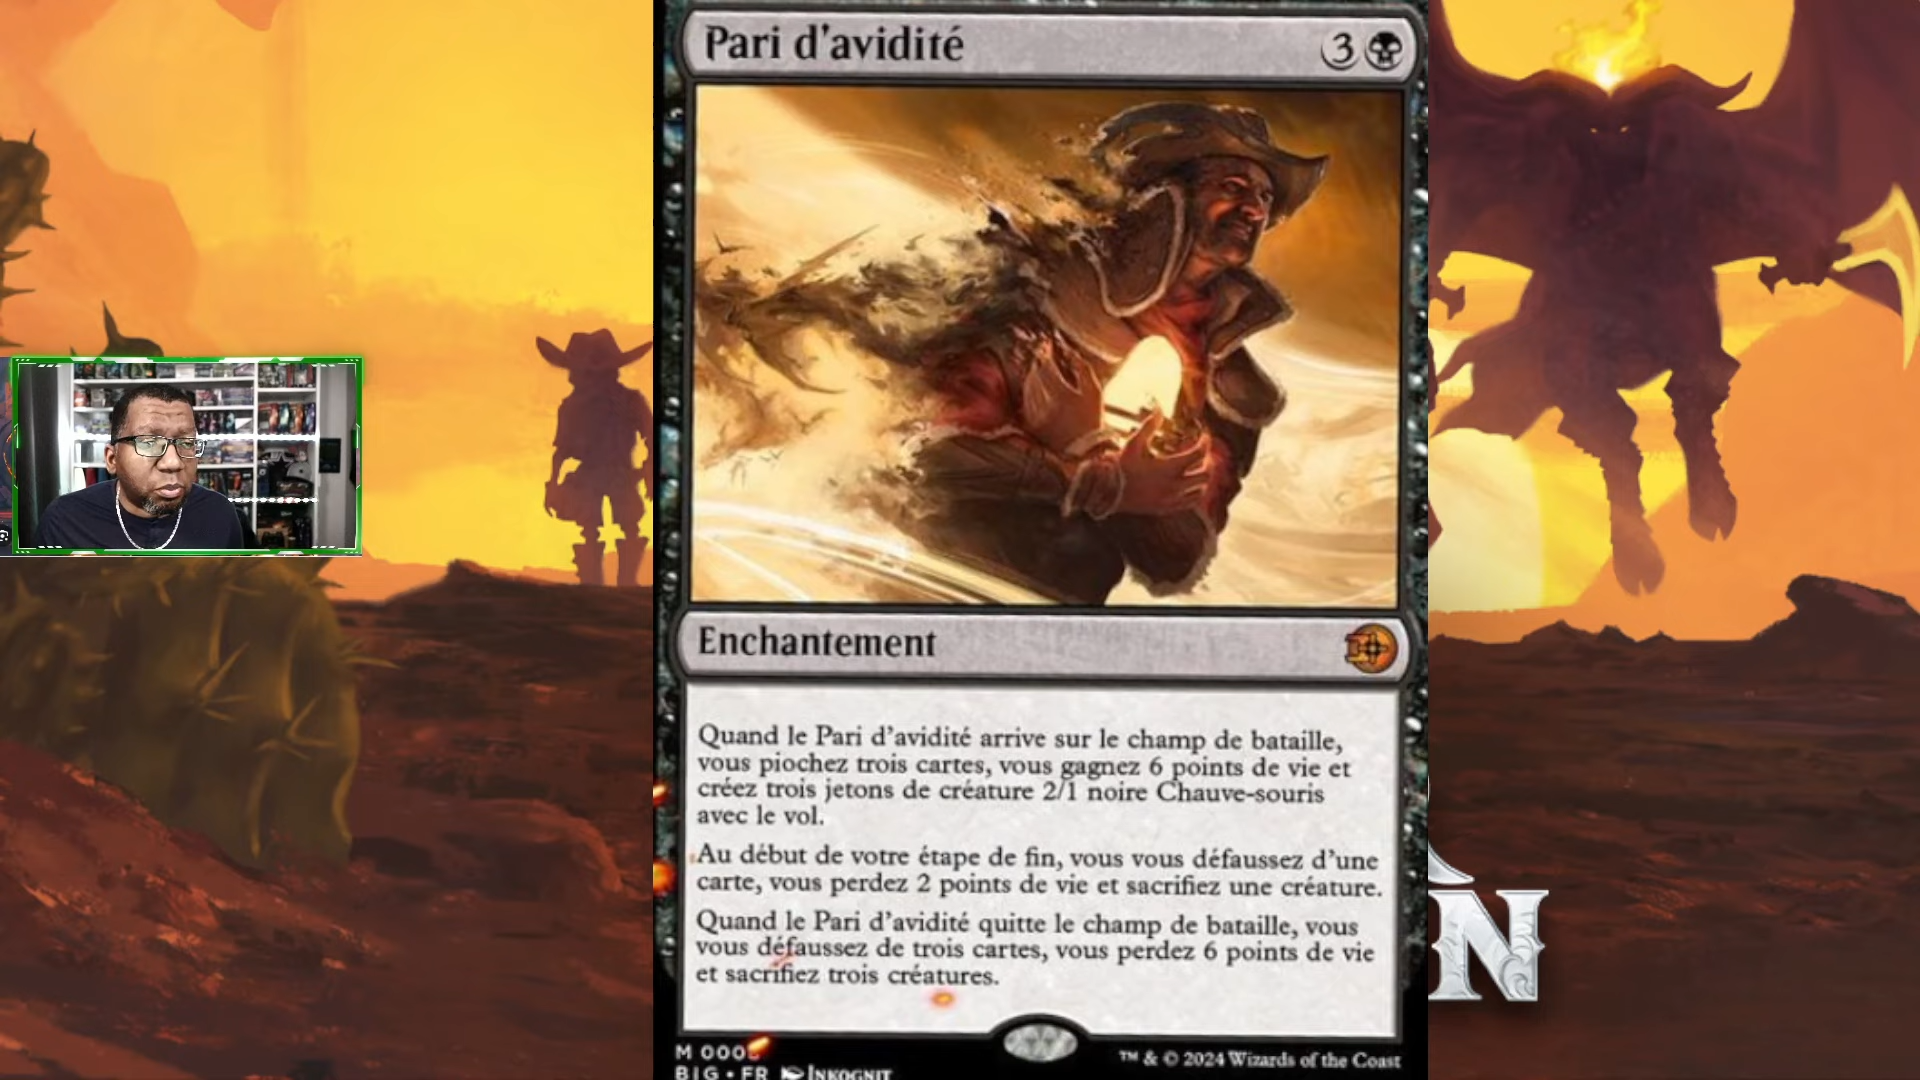 Pari d'avidité
3
Enchantement
Quand le Pari d'avidité arrive sur le champ de bataille,
vous piochez trois cartes, vous gagnez 6 points de vie et
créez trois jetons de créature 2/1 noire Chauve-souris
avec le vol.
Au début de votre étape de fin, vous vous défaussez d'une
carte, vous perdez 2 points de vie et sacrifiez une créature.
Quand le Pari d'avidité quitte le champ de bataille, vous
vous défaussez de trois cartes, vous perdez 6 points de vie
et sacrifiez trois créatures.
™ & © 2024 Wizards of the Coast
BIG • FR INKOGNIT
N